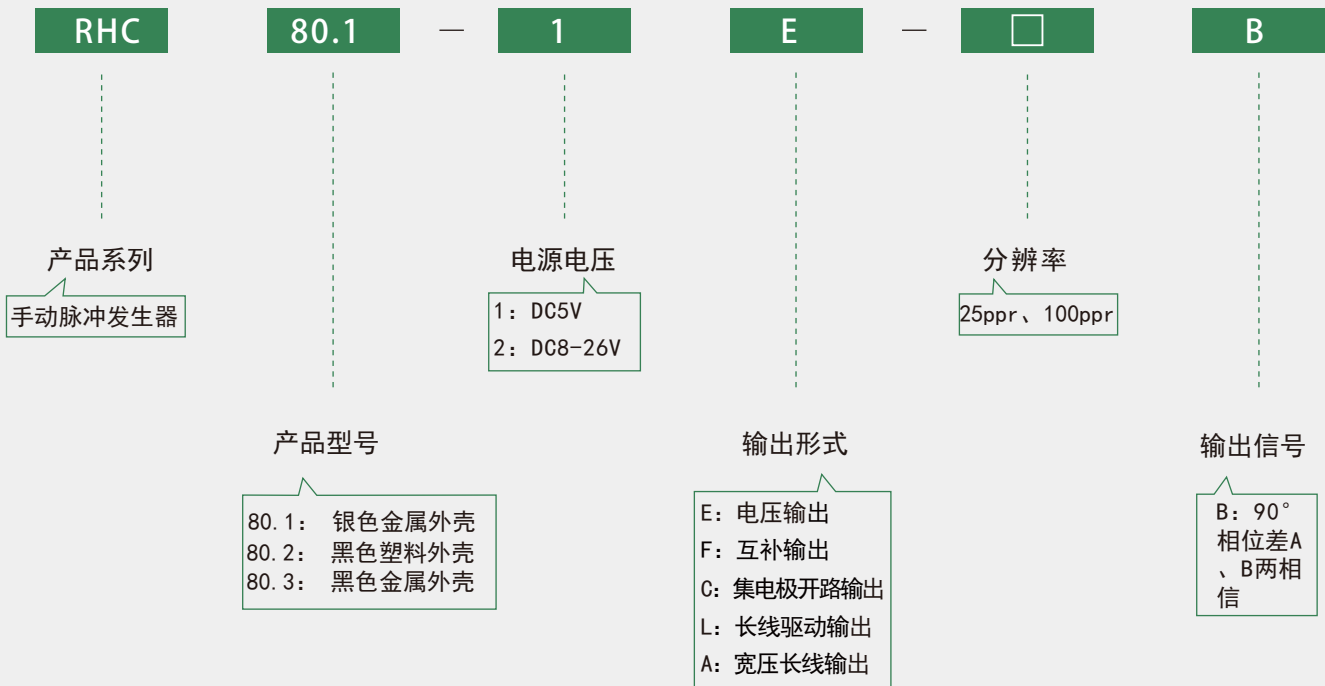 RHC 80.1 — 1 E — □ B
产品系列
手动脉冲发生器
电源电压
1: DC5V
2: DC8-26V
分辨率
25ppr、100ppr
产品型号
80.1: 银色金属外壳
80.2: 黑色塑料外壳
80.3: 黑色金属外壳
输出形式
E: 电压输出
F: 互补输出
C: 集电极开路输出
L: 长线驱动输出
A: 宽压长线输出
输出信号
B: 90°
相位差A
、B两相
信